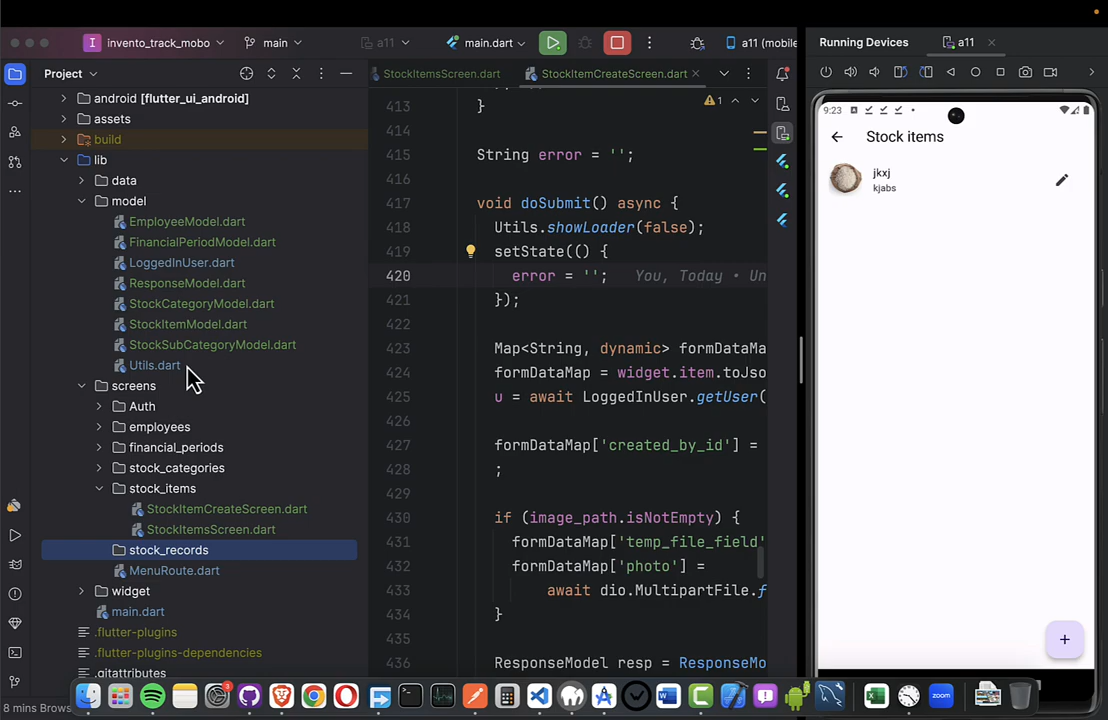 invento_track_mobo
main
a11
main.dart
a11 (mobile
Running Devices
a11
Project
StockItemsScreen.dart
StockItemCreateScreen.dart
android [flutter_ui_android]
assets
build
lib
data
model
EmployeeModel.dart
FinancialPeriodModel.dart
LoggedInUser.dart
ResponseModel.dart
StockCategoryModel.dart
StockItemModel.dart
StockSubCategoryModel.dart
Utils.dart
screens
Auth
employees
financial_periods
stock_categories
stock_items
StockItemCreateScreen.dart
StockItemsScreen.dart
stock_records
MenuRoute.dart
widget
main.dart
.flutter-plugins
.flutter-plugins-dependencies
.gitattributes
8 mins Brows
1
413 }
414
415 String error = '';
416
417 void doSubmit() async {
418 Utils.showLoader(false);
419 setState(() {
420 error = ''; You, Today • Un
421 });
422
423 Map<String, dynamic> formDataMa
424 formDataMap = widget.item.toJso
425 u = await LoggedInUser.getUser(
426
427 formDataMap['created_by_id'] =
428 ;
429
430 if (image_path.isNotEmpty) {
431 formDataMap['temp_file_field'
432 formDataMap['photo'] =
433 await dio.MultipartFile.f
434 }
435
436 ResponseModel resp = ResponseMo
9:23
Stock items
jkxj
kjabs
+
3
zoom